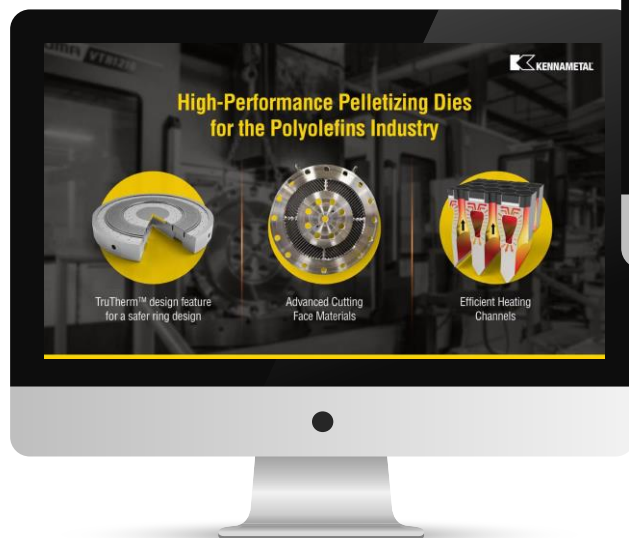 KENNAMETAL
High-Performance Pelletizing Dies
for the Polyolefins Industry
TruTherm™ design feature
for a safer ring design
Advanced Cutting
Face Materials
Efficient Heating
Channels